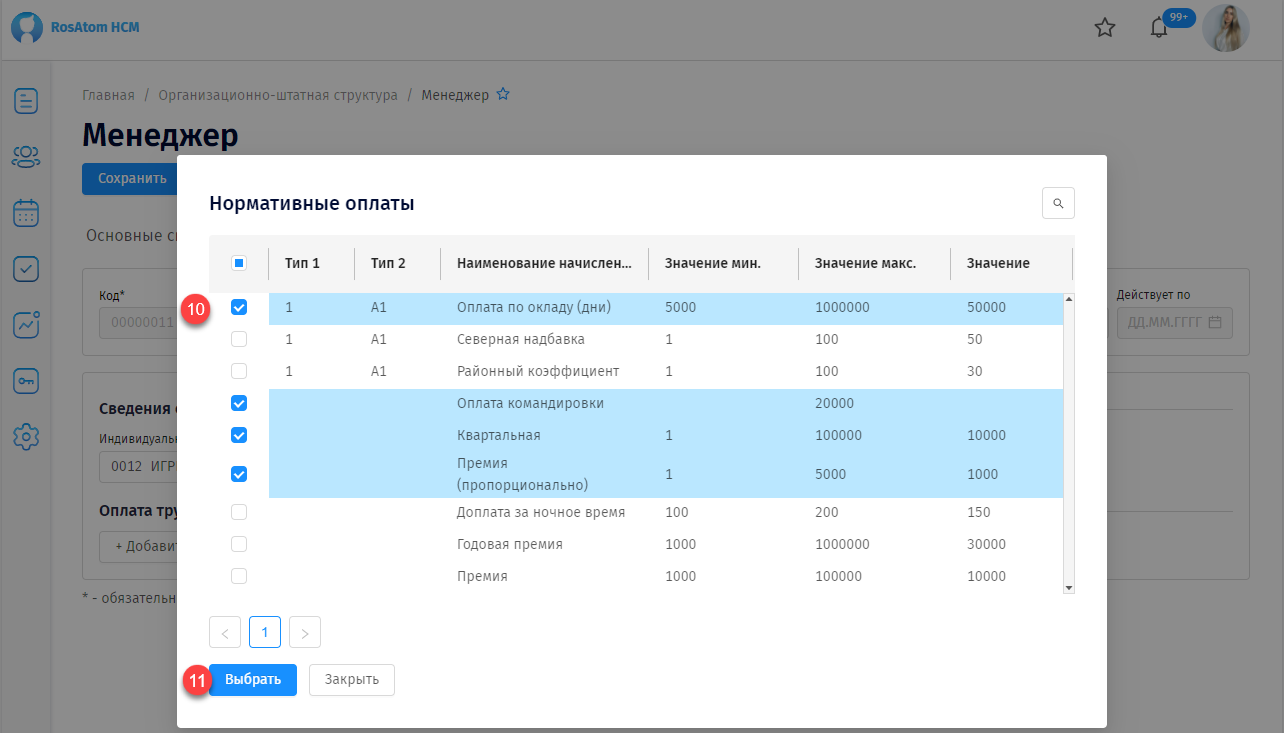 RosAtom HCM
99+
Главная / Организационно-штатная структура / Менеджер
Менеджер
Сохранить
Основные с
Код*
00000011
Действует по
ДД.ММ.ГГГГ
Сведения
Индивидуаль
0012 ИГР
Оплата тру
+ Добавит
* - обязательн
Нормативные оплаты
Тип 1 Тип 2 Наименование начислен... Значение мин. Значение макс. Значение
10
1 А1 Оплата по окладу (дни) 5000 1000000 50000
1 А1 Северная надбавка 1 100 50
1 А1 Районный коэффициент 1 100 30
Оплата командировки 20000
Квартальная 1 100000 10000
Премия
(пропорционально) 1 5000 1000
Доплата за ночное время 100 200 150
Годовая премия 1000 1000000 30000
Премия 1000 100000 10000
< 1 >
11
Выбрать Закрыть